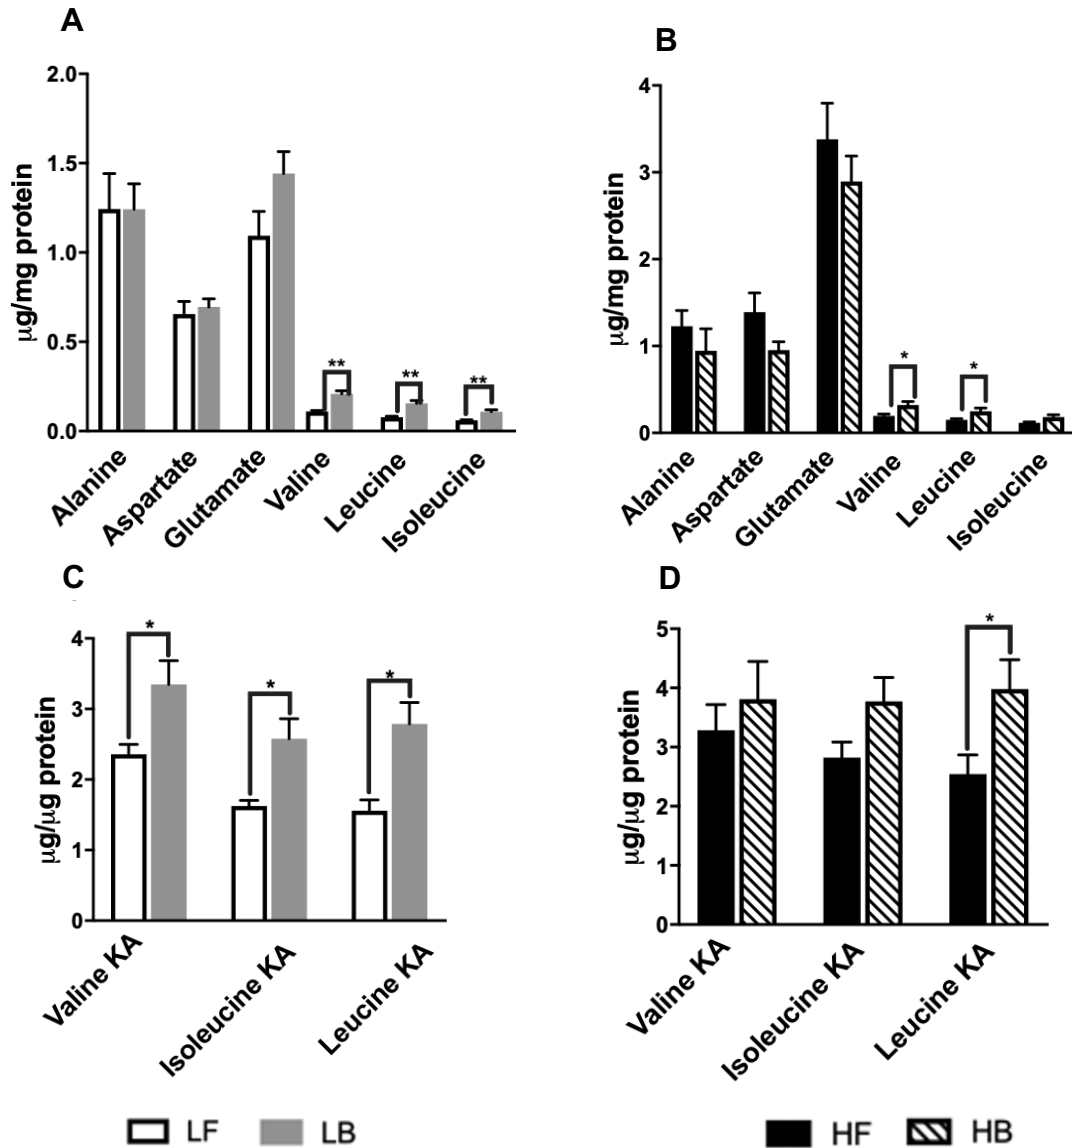 A
μg/mg protein
2.0
1.5
1.0
0.5
0.0
** ** **
Alanine
Aspartate
Glutamate
Valine
Leucine
Isoleucine
B
μg/mg protein
4
3
2
1
0
* *
Alanine
Aspartate
Glutamate
Valine
Leucine
Isoleucine
C
μg/μg protein
4
3
2
1
0
* * *
Valine KA
Isoleucine KA
Leucine KA
LF LB
D
μg/μg protein
5
4
3
2
1
0
*
Valine KA
Isoleucine KA
Leucine KA
HF HB